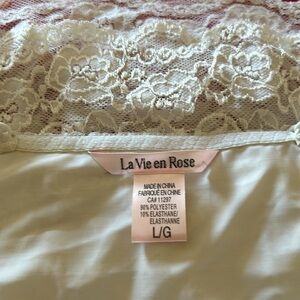 La Vie en Rose
MADE IN CHINA
FABRIQUÉ EN CHINE
CA# 11297
90% POLYESTER
10% ELASTHANE/
ELASTHANNE
L/G